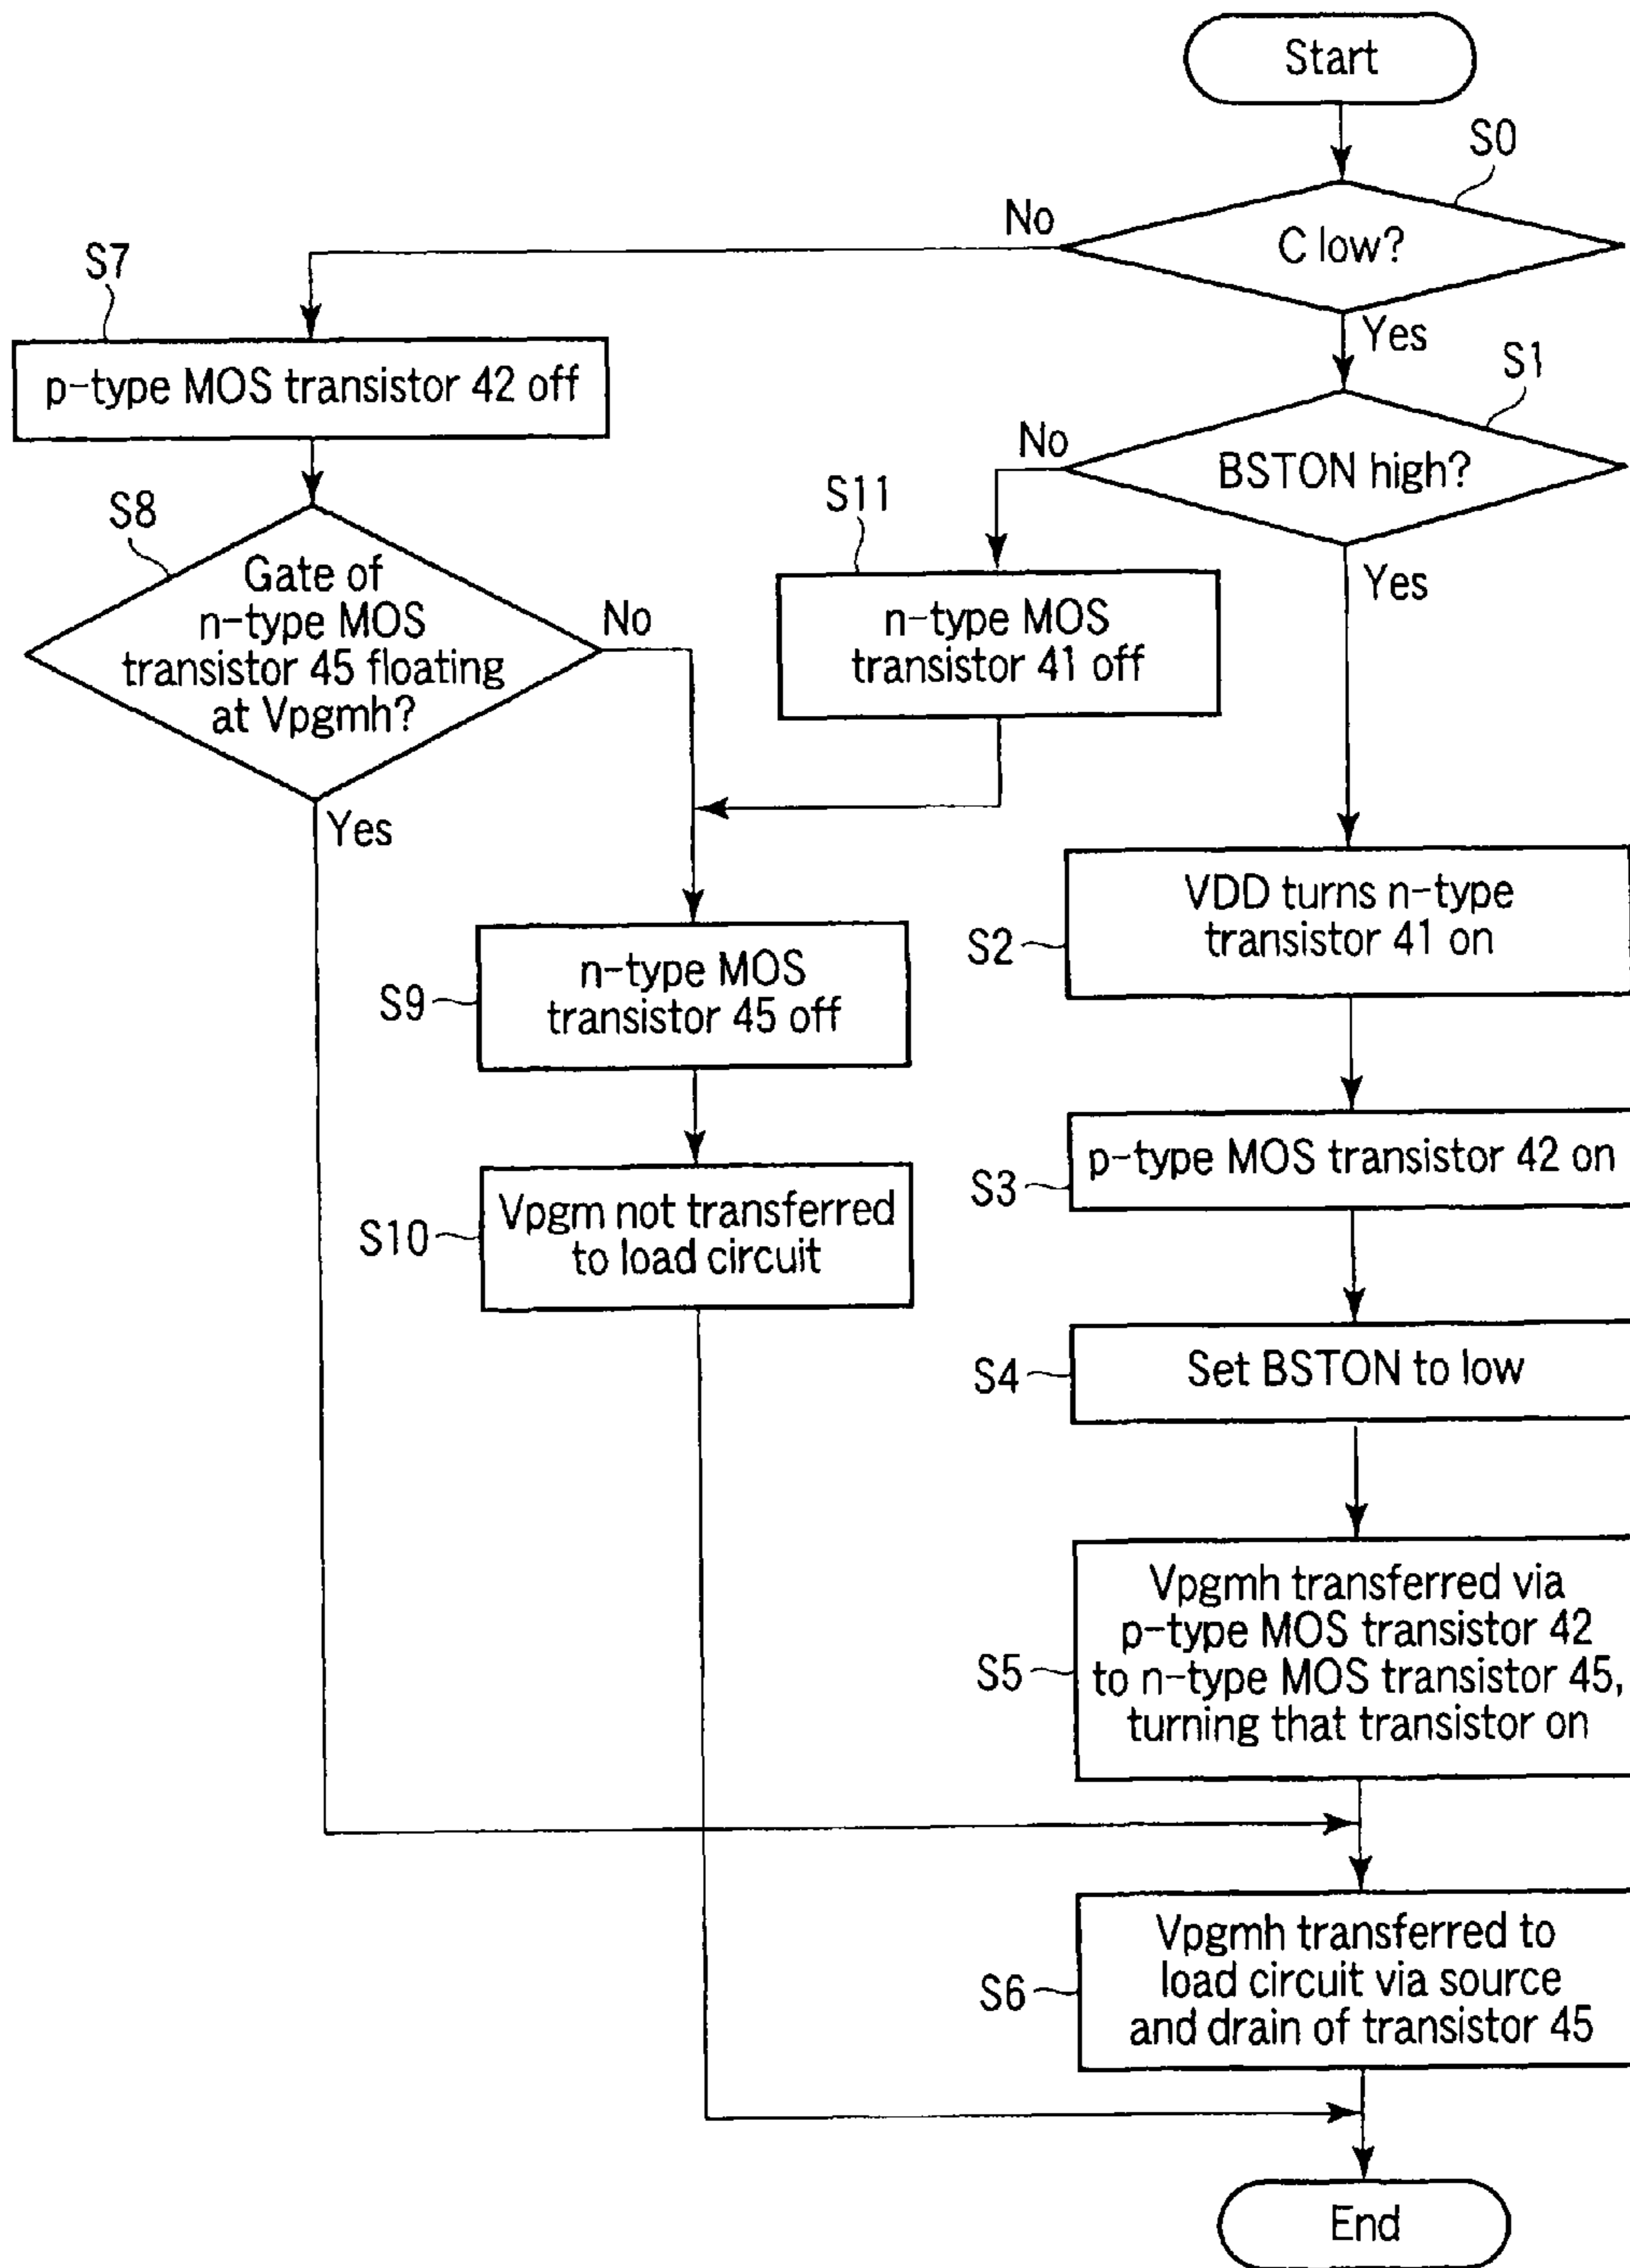 Start
S0
C low?
No
Yes
S7
p-type MOS transistor 42 off
S1
BSTON high?
No
Yes
S8
Gate of
n-type MOS
transistor 45 floating
at Vpgmh?
No
Yes
S11
n-type MOS
transistor 41 off
S2
VDD turns n-type
transistor 41 on
S9
n-type MOS
transistor 45 off
S3
p-type MOS transistor 42 on
S10
Vpgm not transferred
to load circuit
S4
Set BSTON to low
S5
Vpgmh transferred via
p-type MOS transistor 42
to n-type MOS transistor 45,
turning that transistor on
S6
Vpgmh transferred to
load circuit via source
and drain of transistor 45
End